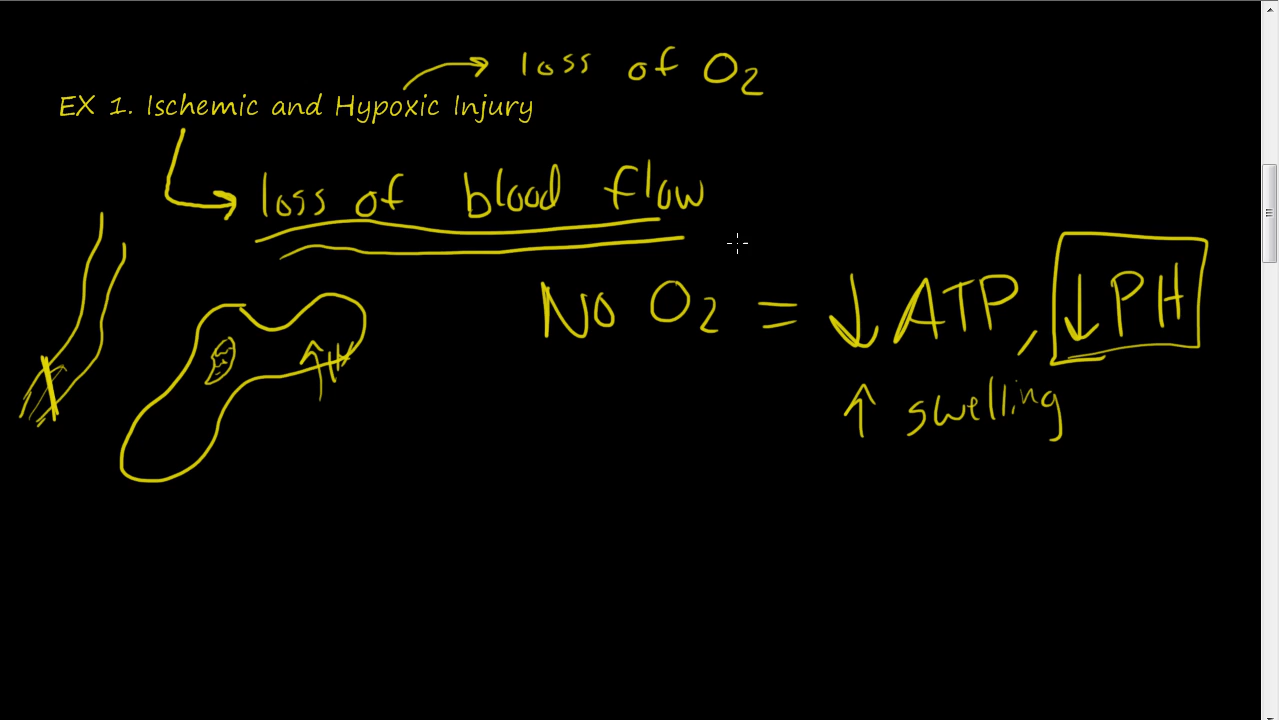 loss of O2
EX 1. Ischemic and Hypoxic Injury
loss of blood flow
No O2 = ↓ ATP, ↓ PH
↑ swelling